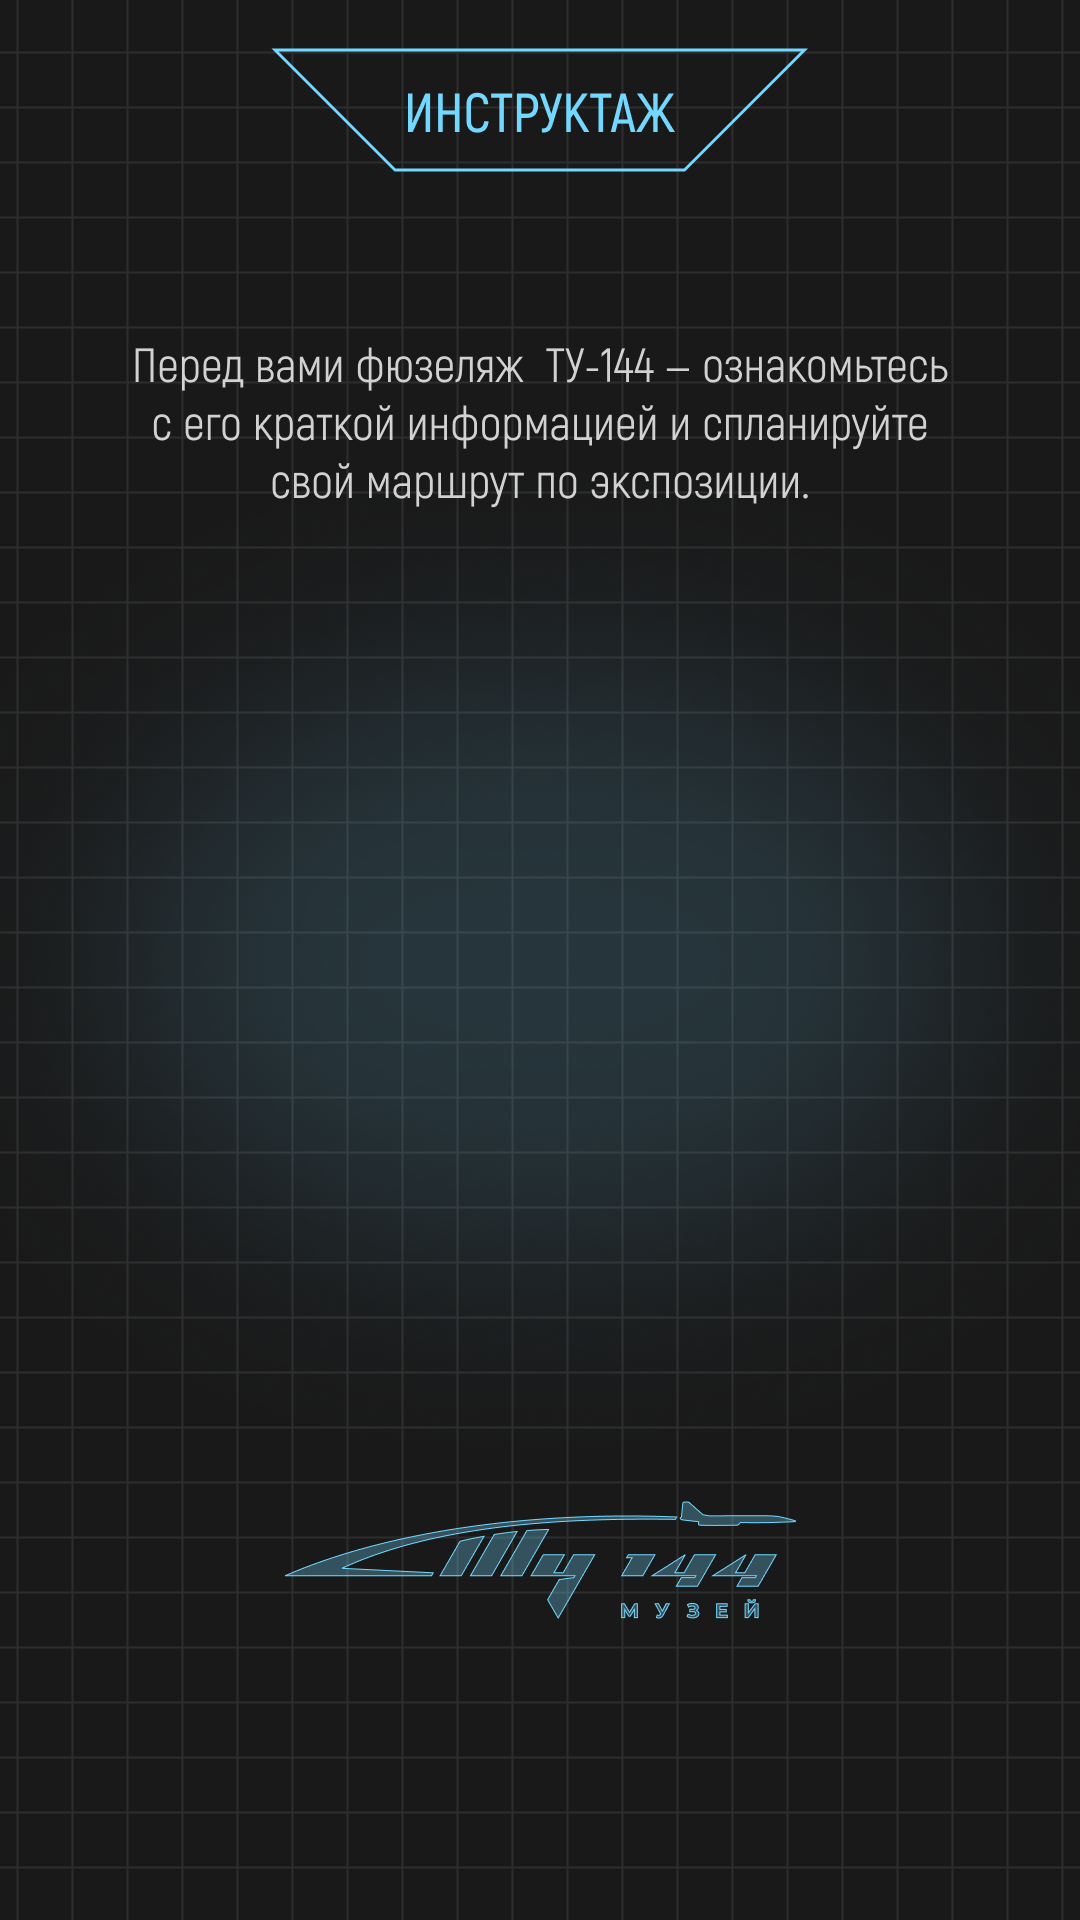 ИНСТРУКТАЖ
Перед вами фюзеляж ТУ-144 – ознакомьтесь
с его краткой информацией и спланируйте
свой маршрут по экспозиции.
Ту 144
МУЗЕЙ